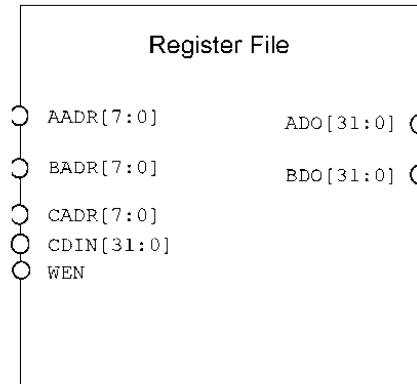 Register File
AADR[7:0]
ADO[31:0]
BADR[7:0]
BDO[31:0]
CADR[7:0]
CDIN[31:0]
WEN